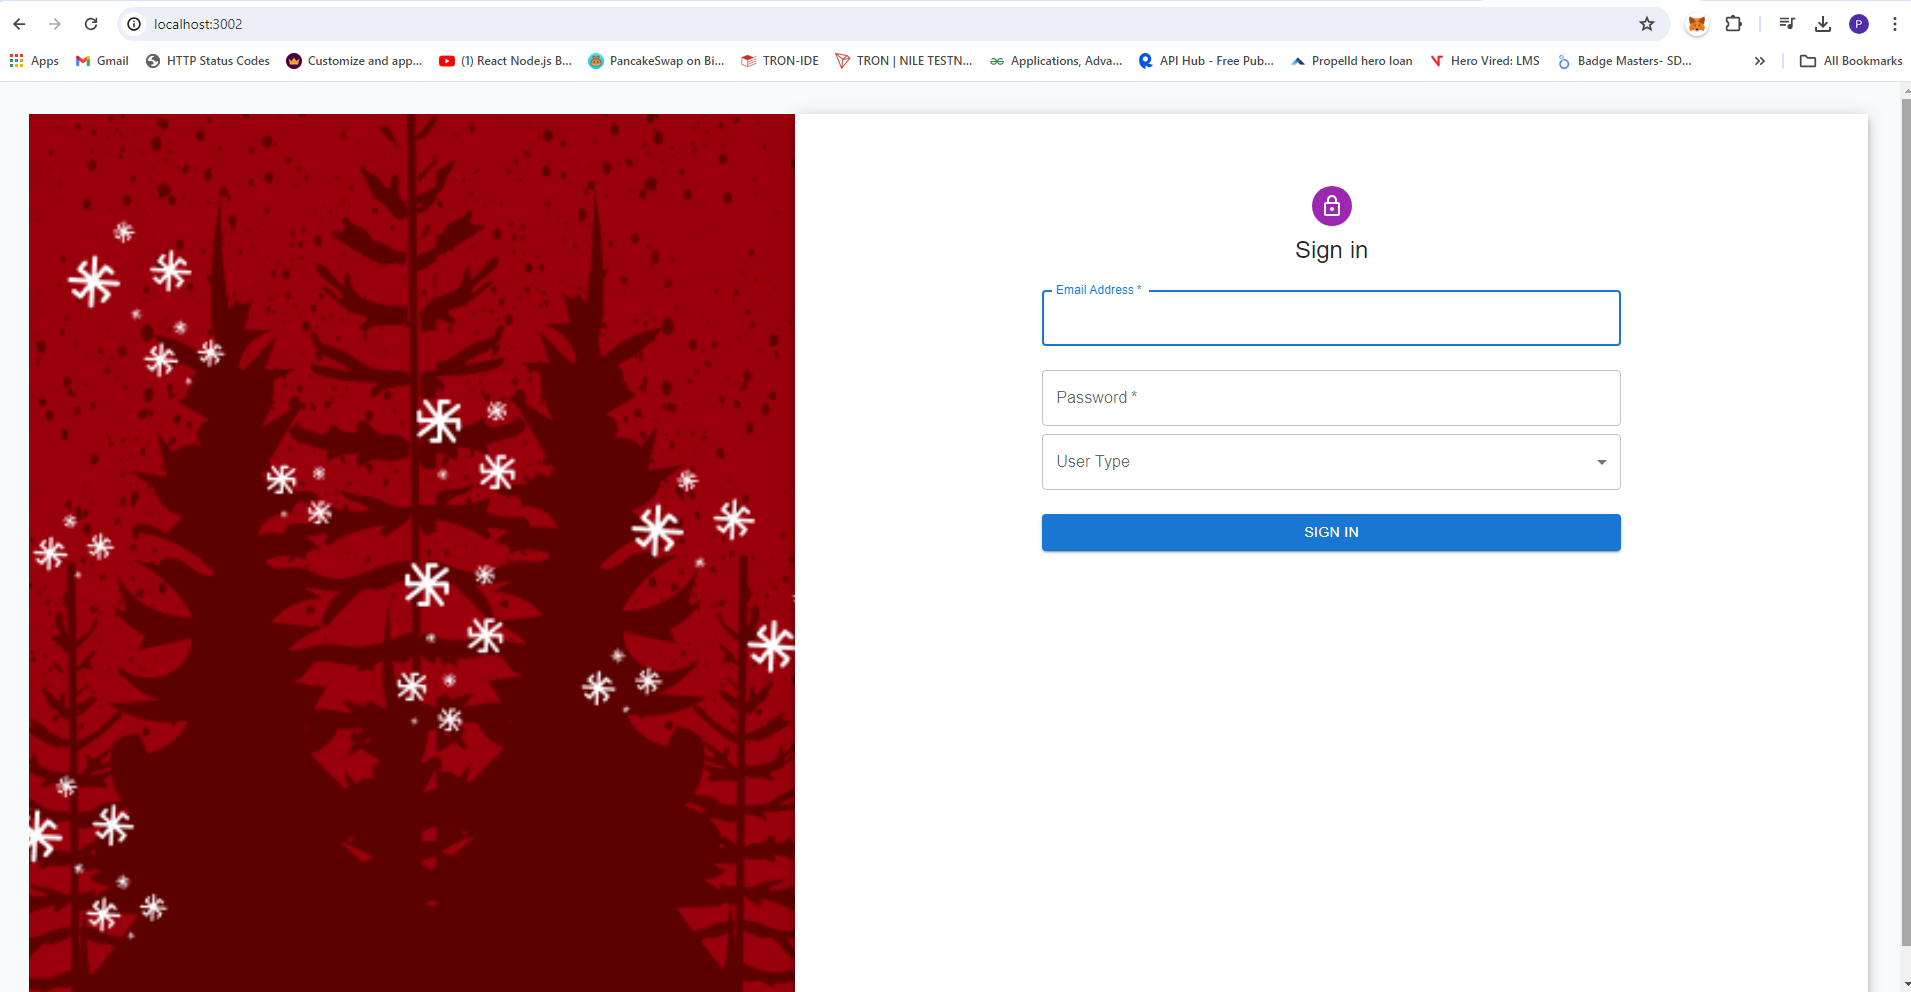 localhost:3002
P
Apps
Gmail
HTTP Status Codes
Customize and app...
(1) React Node.js B...
PancakeSwap on Bi...
TRON-IDE
TRON | NILE TESTN...
Applications, Adva...
API Hub - Free Pub...
Propelld hero loan
Hero Vired: LMS
Badge Masters- SD...
All Bookmarks
Sign in
Email Address *
Password *
User Type
SIGN IN